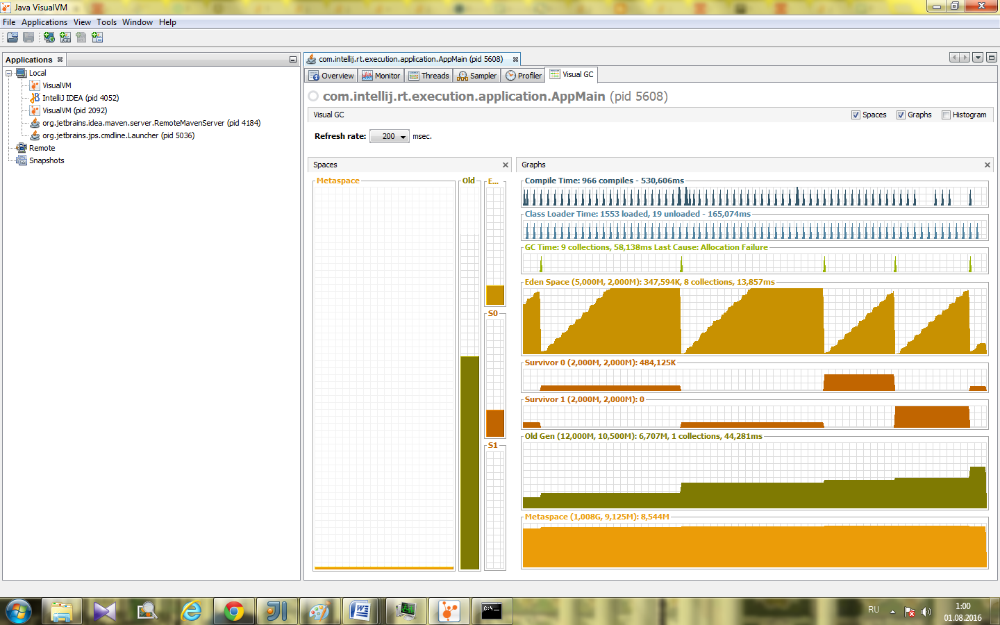 Java VisualVM
File Applications View Tools Window Help
Applications
Local
VisualVM
IntelliJ IDEA (pid 4052)
VisualVM (pid 2092)
org.jetbrains.idea.maven.server.RemoteMavenServer (pid 4184)
org.jetbrains.jps.cmdline.Launcher (pid 5036)
Remote
Snapshots
com.intellij.rt.execution.application.AppMain (pid 5608)
Overview Monitor Threads Sampler Profiler Visual GC
com.intellij.rt.execution.application.AppMain (pid 5608)
Visual GC Spaces Graphs Histogram
Refresh rate: 200 msec.
Spaces
Metaspace
Old
E...
S0
S1
Graphs
Compile Time: 966 compiles - 530,606ms
Class Loader Time: 1553 loaded, 19 unloaded - 165,074ms
GC Time: 9 collections, 58,138ms Last Cause: Allocation Failure
Eden Space (5,000M, 2,000M): 347,594K, 8 collections, 13,857ms
Survivor 0 (2,000M, 2,000M): 484,125K
Survivor 1 (2,000M, 2,000M): 0
Old Gen (12,000M, 10,500M): 6,707M, 1 collections, 44,281ms
Metaspace (1,008G, 9,125M): 8,544M
C:\_
RU
1:00
01.08.2016